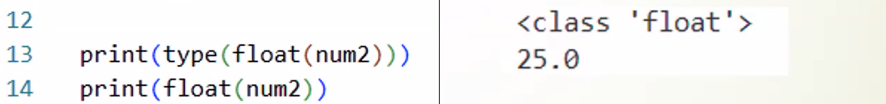 12
13 print(type(float(num2)))
14 print(float(num2))
<class 'float'>
25.0